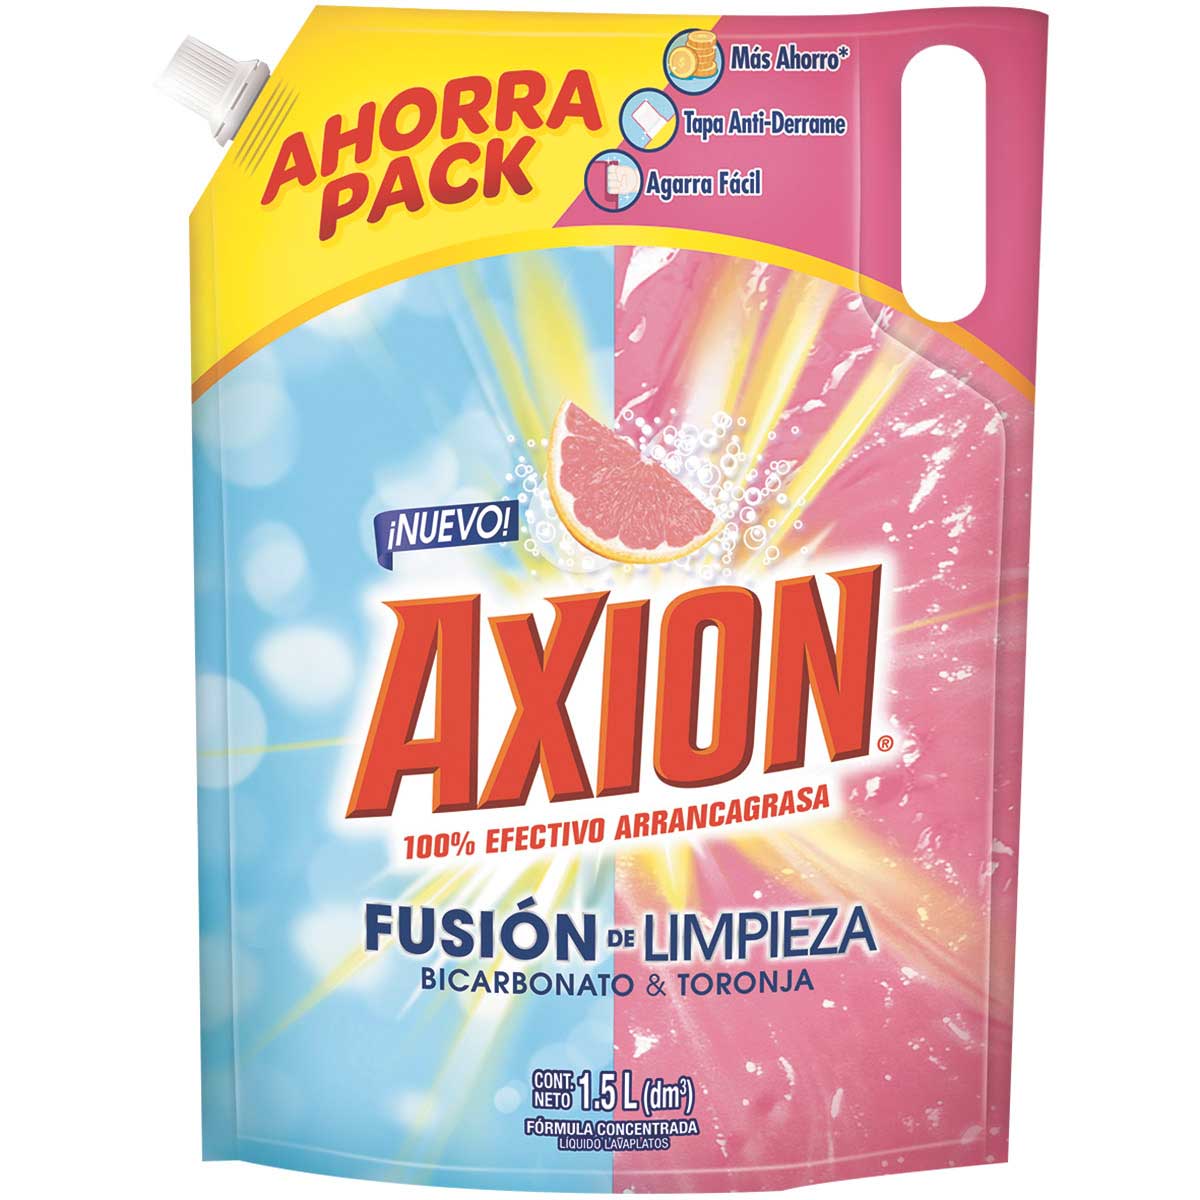 AHORRA
PACK
Más Ahorro*
Tapa Anti-Derrame
Agarra Fácil
¡NUEVO!
AXION®
100% EFECTIVO ARRANCAGRASA
FUSIÓN DE LIMPIEZA
BICARBONATO & TORONJA
CONT. NETO 1.5 L (dm³)
FÓRMULA CONCENTRADA
LÍQUIDO LAVAPLATOS